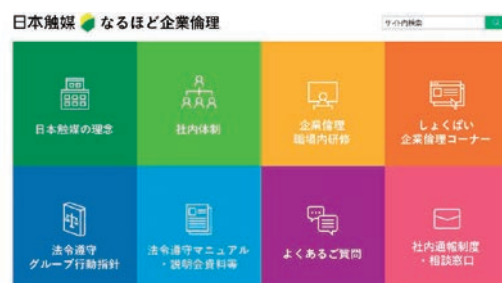 日本触媒 なるほど企業倫理
サイト内検索
日本触媒の理念
社内体制
企業倫理
職場内研修
しょくばい
企業倫理コーナー
法令遵守
グループ行動指針
法令遵守マニュアル
・説明会資料等
よくあるご質問
社内通報制度
・相談窓口